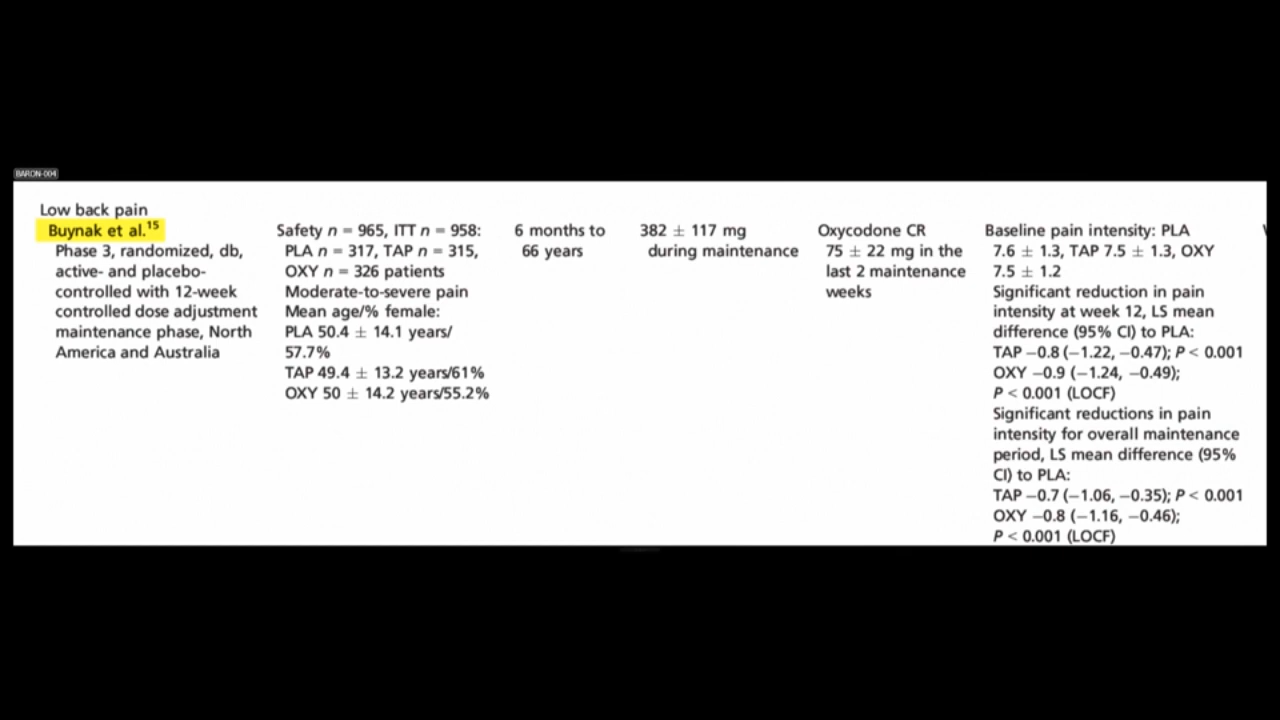 BARON-004
Low back pain
Buynak et al.15
Phase 3, randomized, db,
active- and placebo-
controlled with 12-week
controlled dose adjustment
maintenance phase, North
America and Australia
Safety n = 965, ITT n = 958:
PLA n = 317, TAP n = 315,
OXY n = 326 patients
Moderate-to-severe pain
Mean age/% female:
PLA 50.4 ± 14.1 years/
57.7%
TAP 49.4 ± 13.2 years/61%
OXY 50 ± 14.2 years/55.2%
6 months to
66 years
382 ± 117 mg
during maintenance
Oxycodone CR
75 ± 22 mg in the
last 2 maintenance
weeks
Baseline pain intensity: PLA
7.6 ± 1.3, TAP 7.5 ± 1.3, OXY
7.5 ± 1.2
Significant reduction in pain
intensity at week 12, LS mean
difference (95% CI) to PLA:
TAP −0.8 (−1.22, −0.47); P < 0.001
OXY −0.9 (−1.24, −0.49);
P < 0.001 (LOCF)
Significant reductions in pain
intensity for overall maintenance
period, LS mean difference (95%
CI) to PLA:
TAP −0.7 (−1.06, −0.35); P < 0.001
OXY −0.8 (−1.16, −0.46);
P < 0.001 (LOCF)